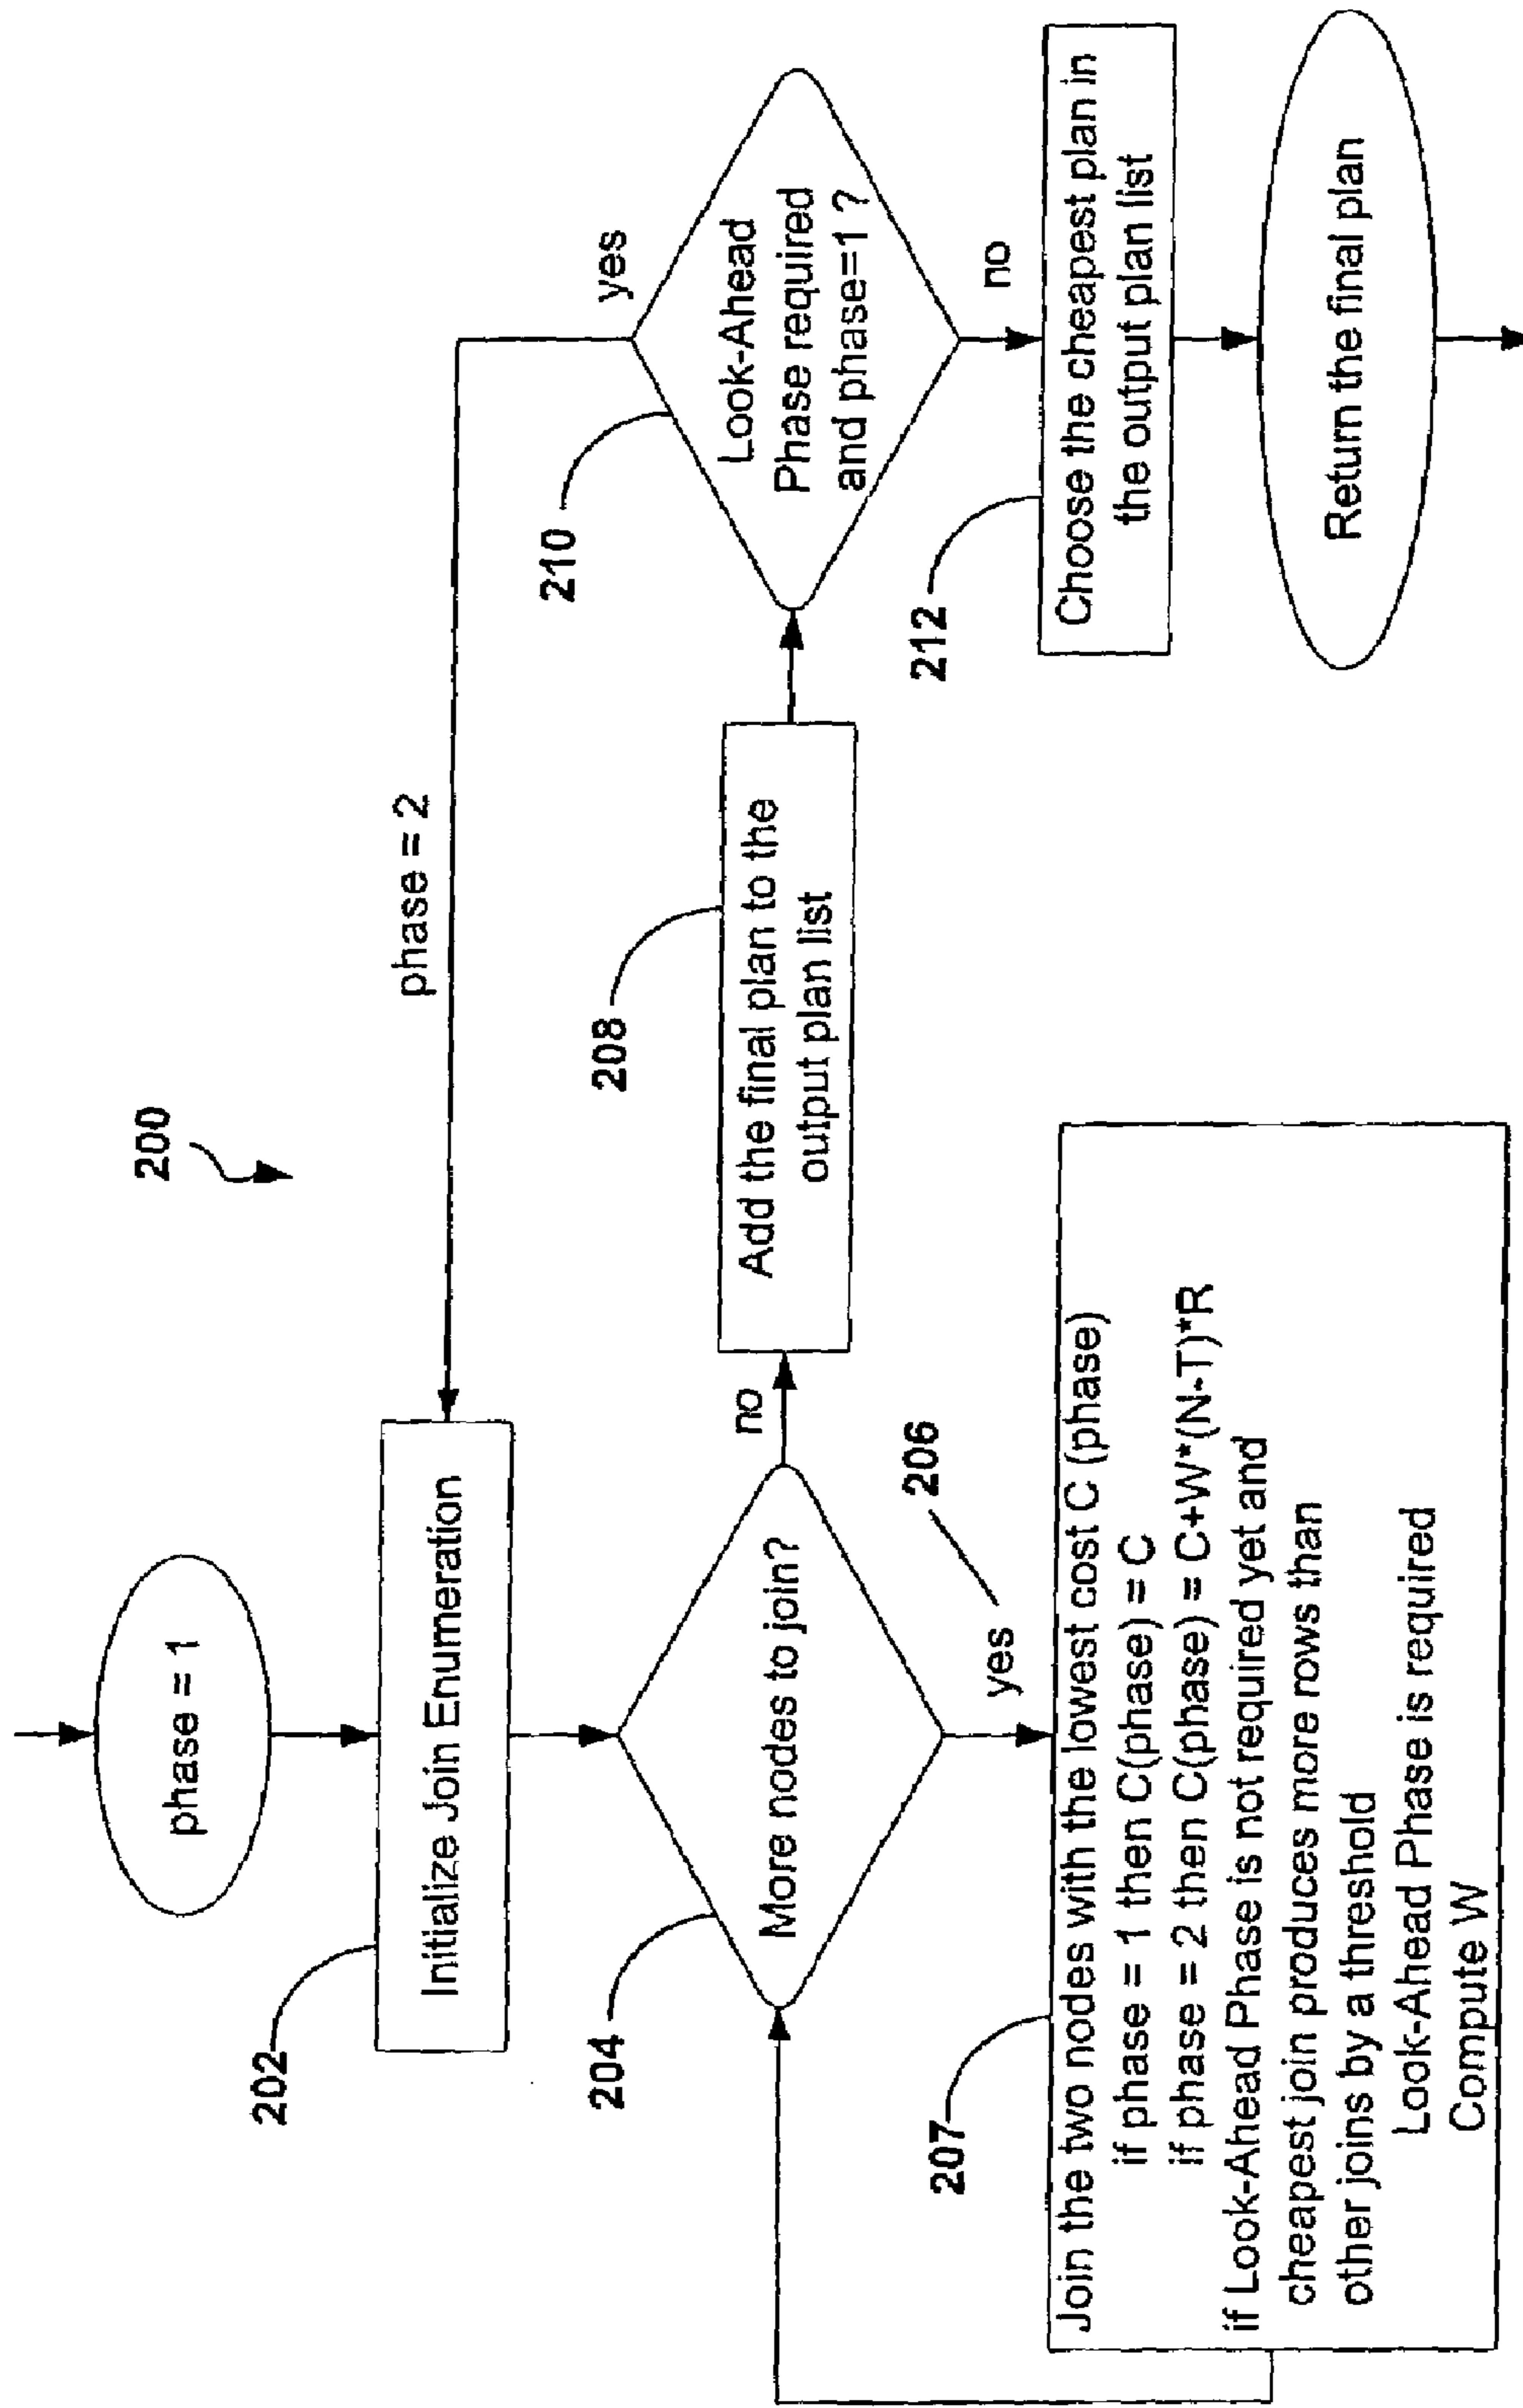 200
phase = 1
202
Initialize Join Enumeration
phase = 2
204
More nodes to join?
no
208
Add the final plan to the
output plan list
210
Look-Ahead
Phase required
and phase=1 ?
yes
yes
206
207
Join the two nodes with the lowest cost C (phase)
if phase = 1 then C(phase) = C
if phase = 2 then C(phase) = C+W*(N-T)*R
if Look-Ahead Phase is not required yet and
cheapest join produces more rows than
other joins by a threshold
Look-Ahead Phase is required
Compute W
no
212
Choose the cheapest plan in
the output plan list
Return the final plan